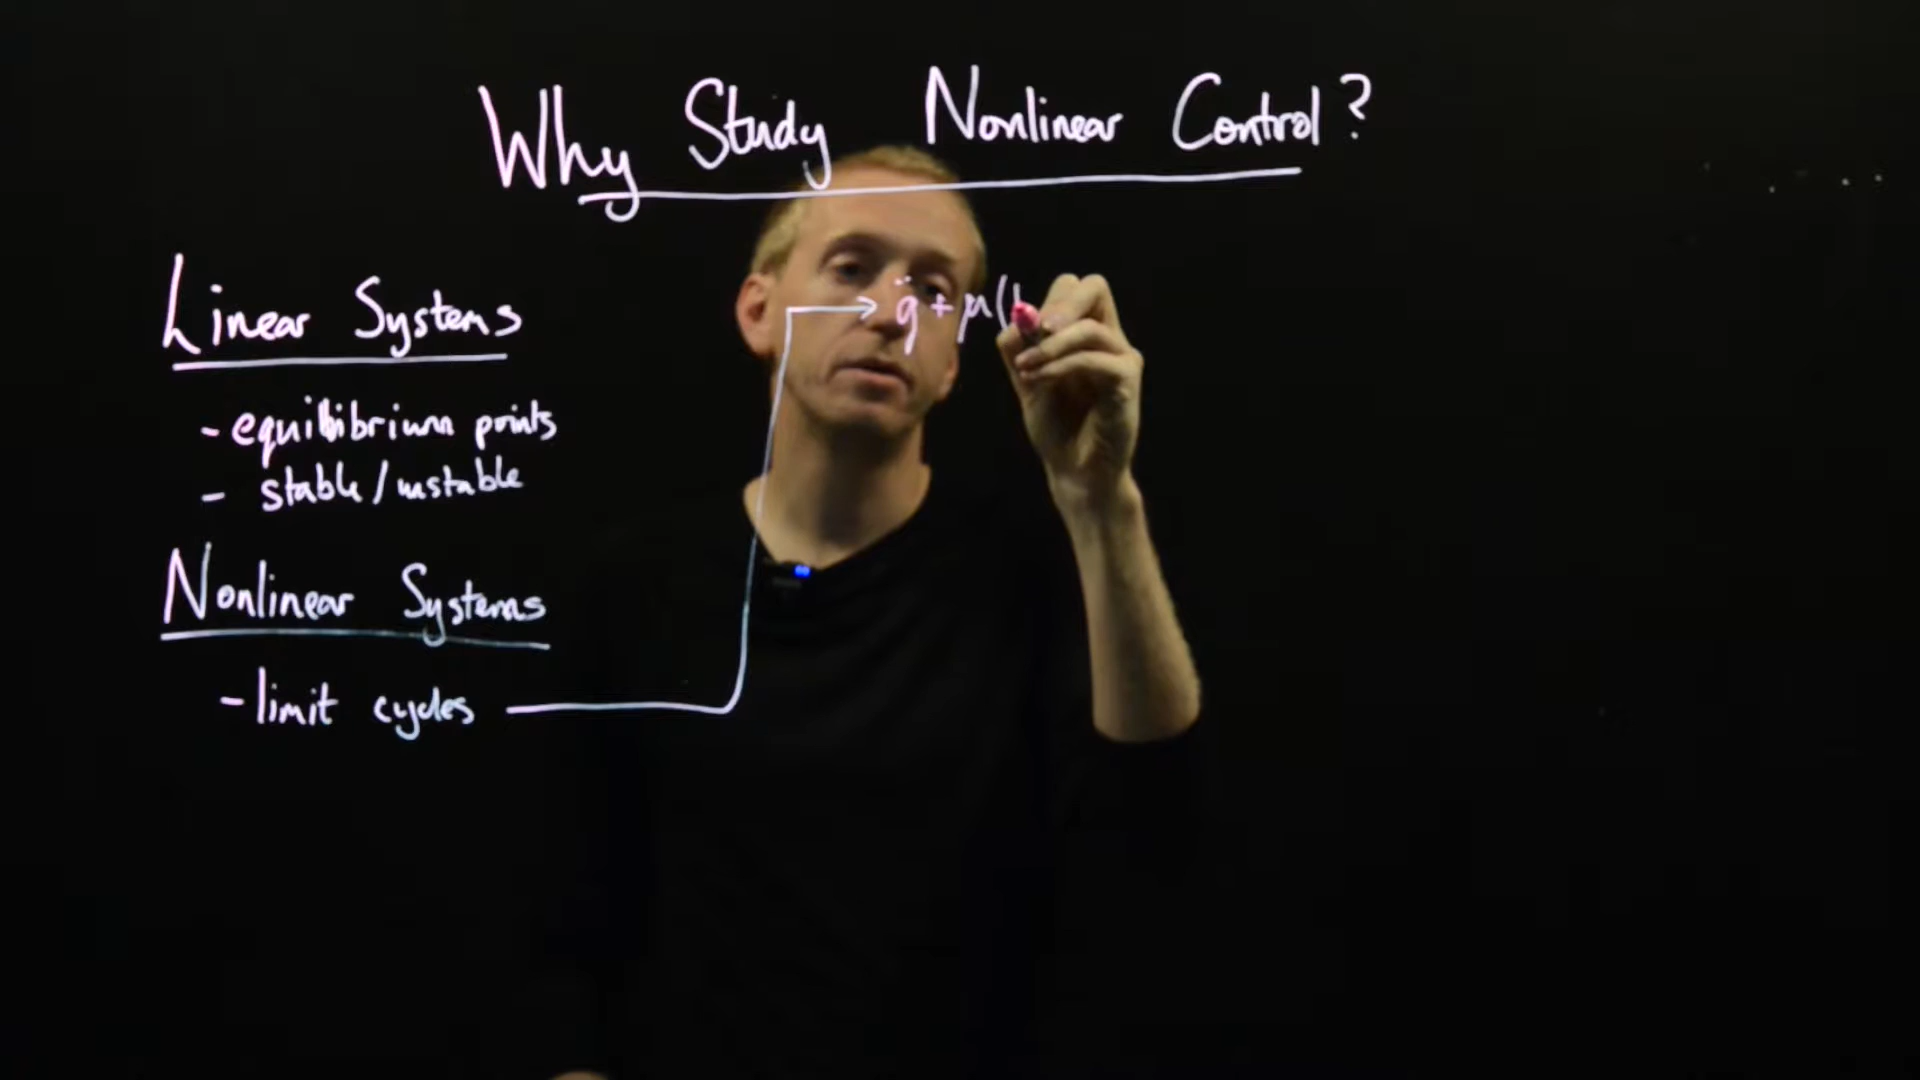 Why Study Nonlinear Control?
Linear Systems
- equilibrium points
- stable/unstable
Nonlinear Systems
- limit cycles
q̈ + μ(